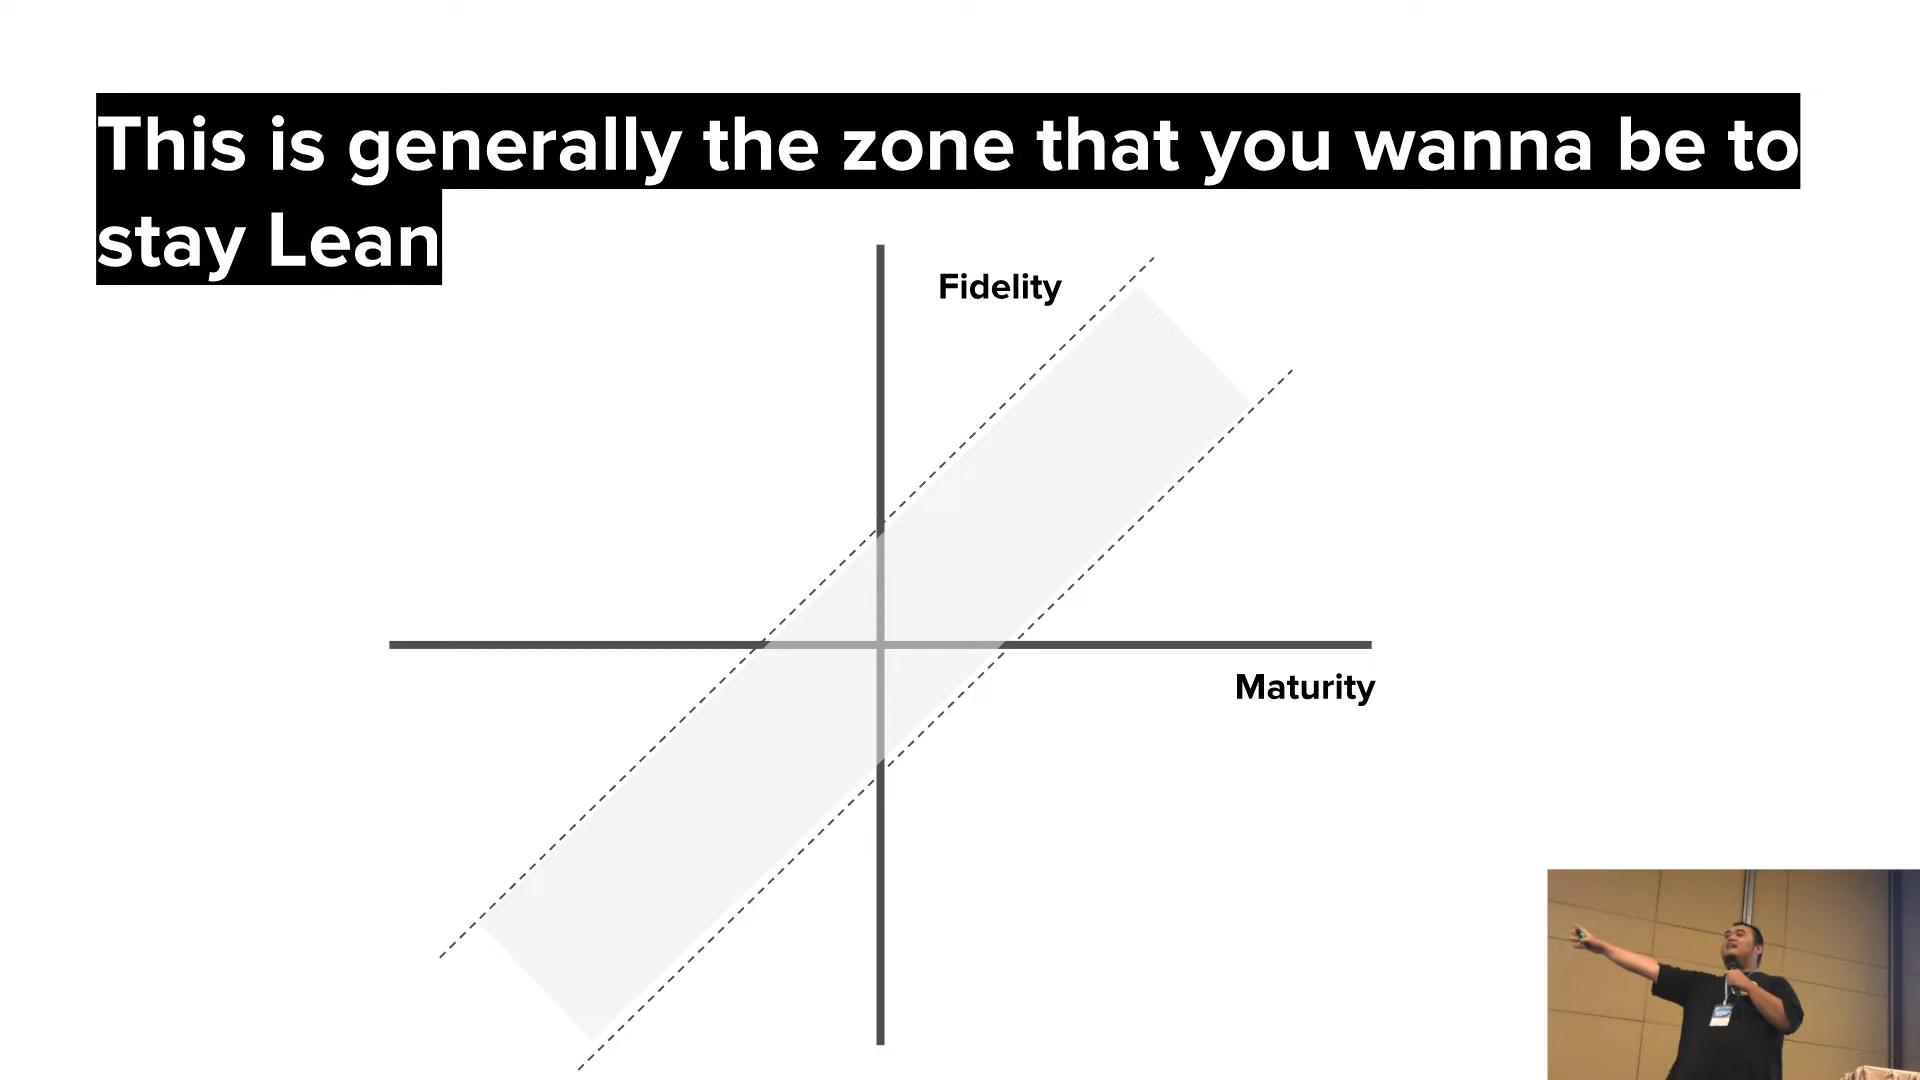 This is generally the zone that you wanna be to
stay Lean
Fidelity
Maturity